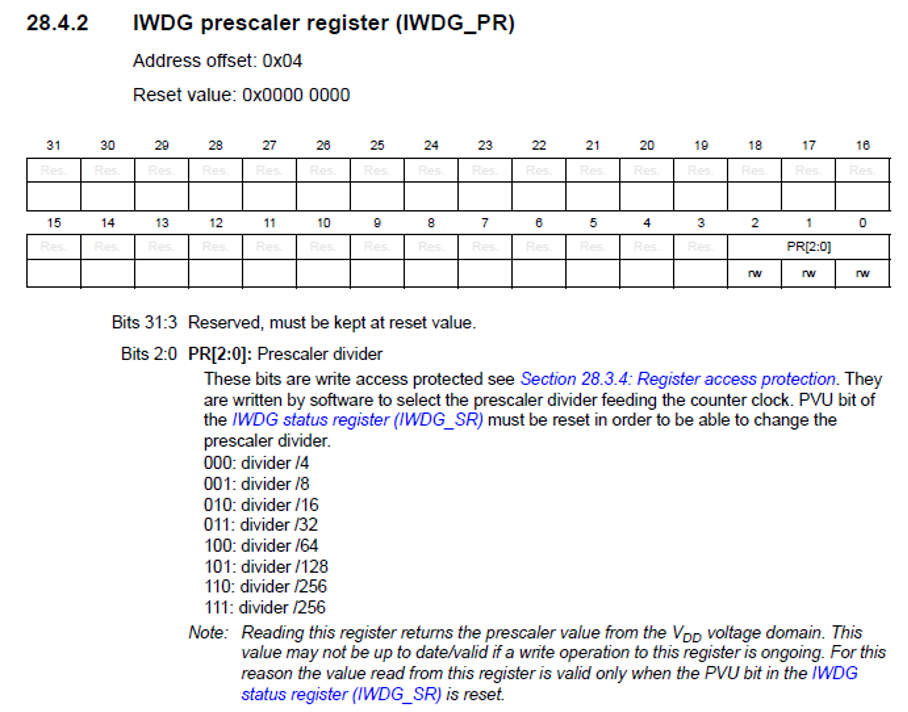 28.4.2 IWDG prescaler register (IWDG_PR)
Address offset: 0x04
Reset value: 0x0000 0000
31 30 29 28 27 26 25 24 23 22 21 20 19 18 17 16
Res. Res. Res. Res. Res. Res. Res. Res. Res. Res. Res. Res. Res. Res. Res. Res.
15 14 13 12 11 10 9 8 7 6 5 4 3 2 1 0
Res. Res. Res. Res. Res. Res. Res. Res. Res. Res. Res. Res. Res. PR[2:0]
rw rw rw
Bits 31:3 Reserved, must be kept at reset value.
Bits 2:0 PR[2:0]: Prescaler divider
These bits are write access protected see Section 28.3.4: Register access protection. They
are written by software to select the prescaler divider feeding the counter clock. PVU bit of
the IWDG status register (IWDG_SR) must be reset in order to be able to change the
prescaler divider.
000: divider /4
001: divider /8
010: divider /16
011: divider /32
100: divider /64
101: divider /128
110: divider /256
111: divider /256
Note: Reading this register returns the prescaler value from the VDD voltage domain. This
value may not be up to date/valid if a write operation to this register is ongoing. For this
reason the value read from this register is valid only when the PVU bit in the IWDG
status register (IWDG_SR) is reset.